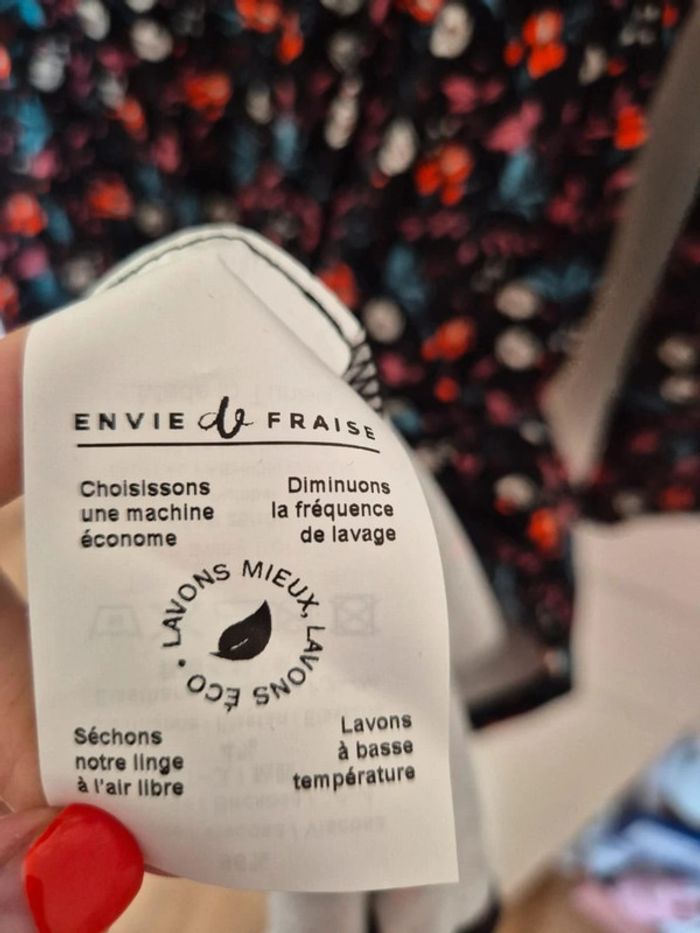 ENVIE de FRAISE
Choisissons
une machine
économe
Diminuons
la fréquence
de lavage
LAVONS MIEUX, LAVONS ÉCO •
Séchons
notre linge
à l'air libre
Lavons
à basse
température